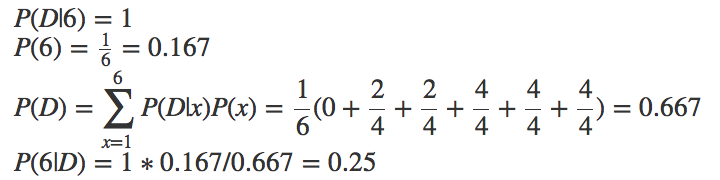 P(D|6) = 1
P(6) = 1/6 = 0.167
P(D) = ∑_{x=1}^{6} P(D|x)P(x) = 1/6(0 + 2/4 + 2/4 + 4/4 + 4/4 + 4/4) = 0.667
P(6|D) = 1 * 0.167/0.667 = 0.25